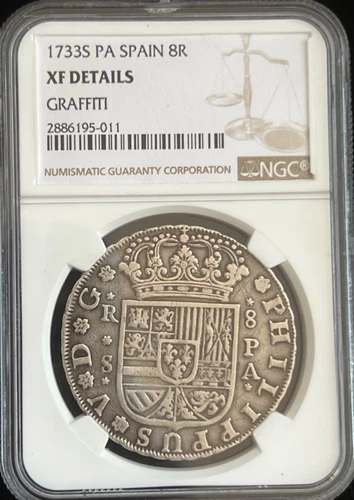 1733S PA SPAIN 8R
XF DETAILS
GRAFFITI
2886195-011
NUMISMATIC GUARANTY CORPORATION
NGC®
PHILIPPUS V D G
R S
8 PA